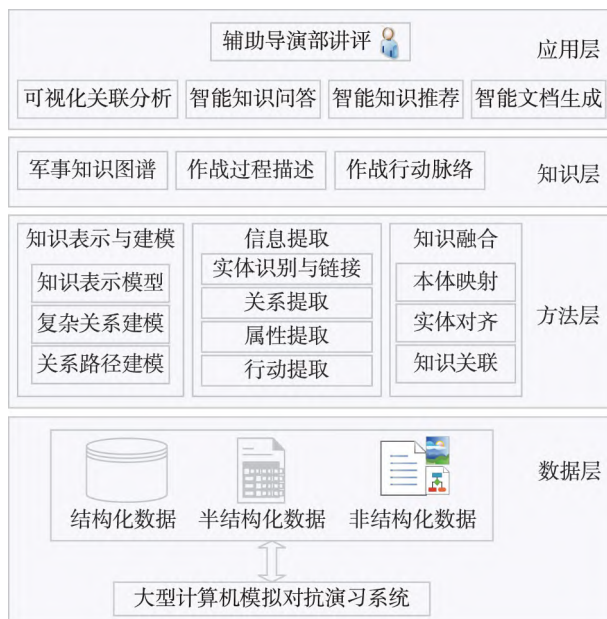 辅助导演部讲评
应用层
可视化关联分析 智能知识问答 智能知识推荐 智能文档生成
军事知识图谱 作战过程描述 作战行动脉络 知识层
知识表示与建模
知识表示模型
复杂关系建模
关系路径建模
信息提取
实体识别与链接
关系提取
属性提取
行动提取
知识融合
本体映射
实体对齐
知识关联
方法层
数据层
结构化数据 半结构化数据 非结构化数据
大型计算机模拟对抗演习系统